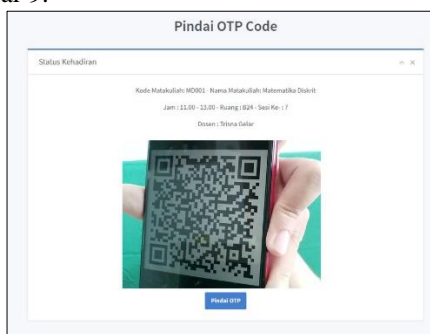 Pindai OTP Code
Status Kehadiran
Kode Matakuliah: MD001 - Nama Matakuliah: Matematika Diskrit
Jam : 11.00 - 13.00 - Ruang : B24 - Sesi Ke- : 7
Dosen : Trisna Gelar
Pindai OTP